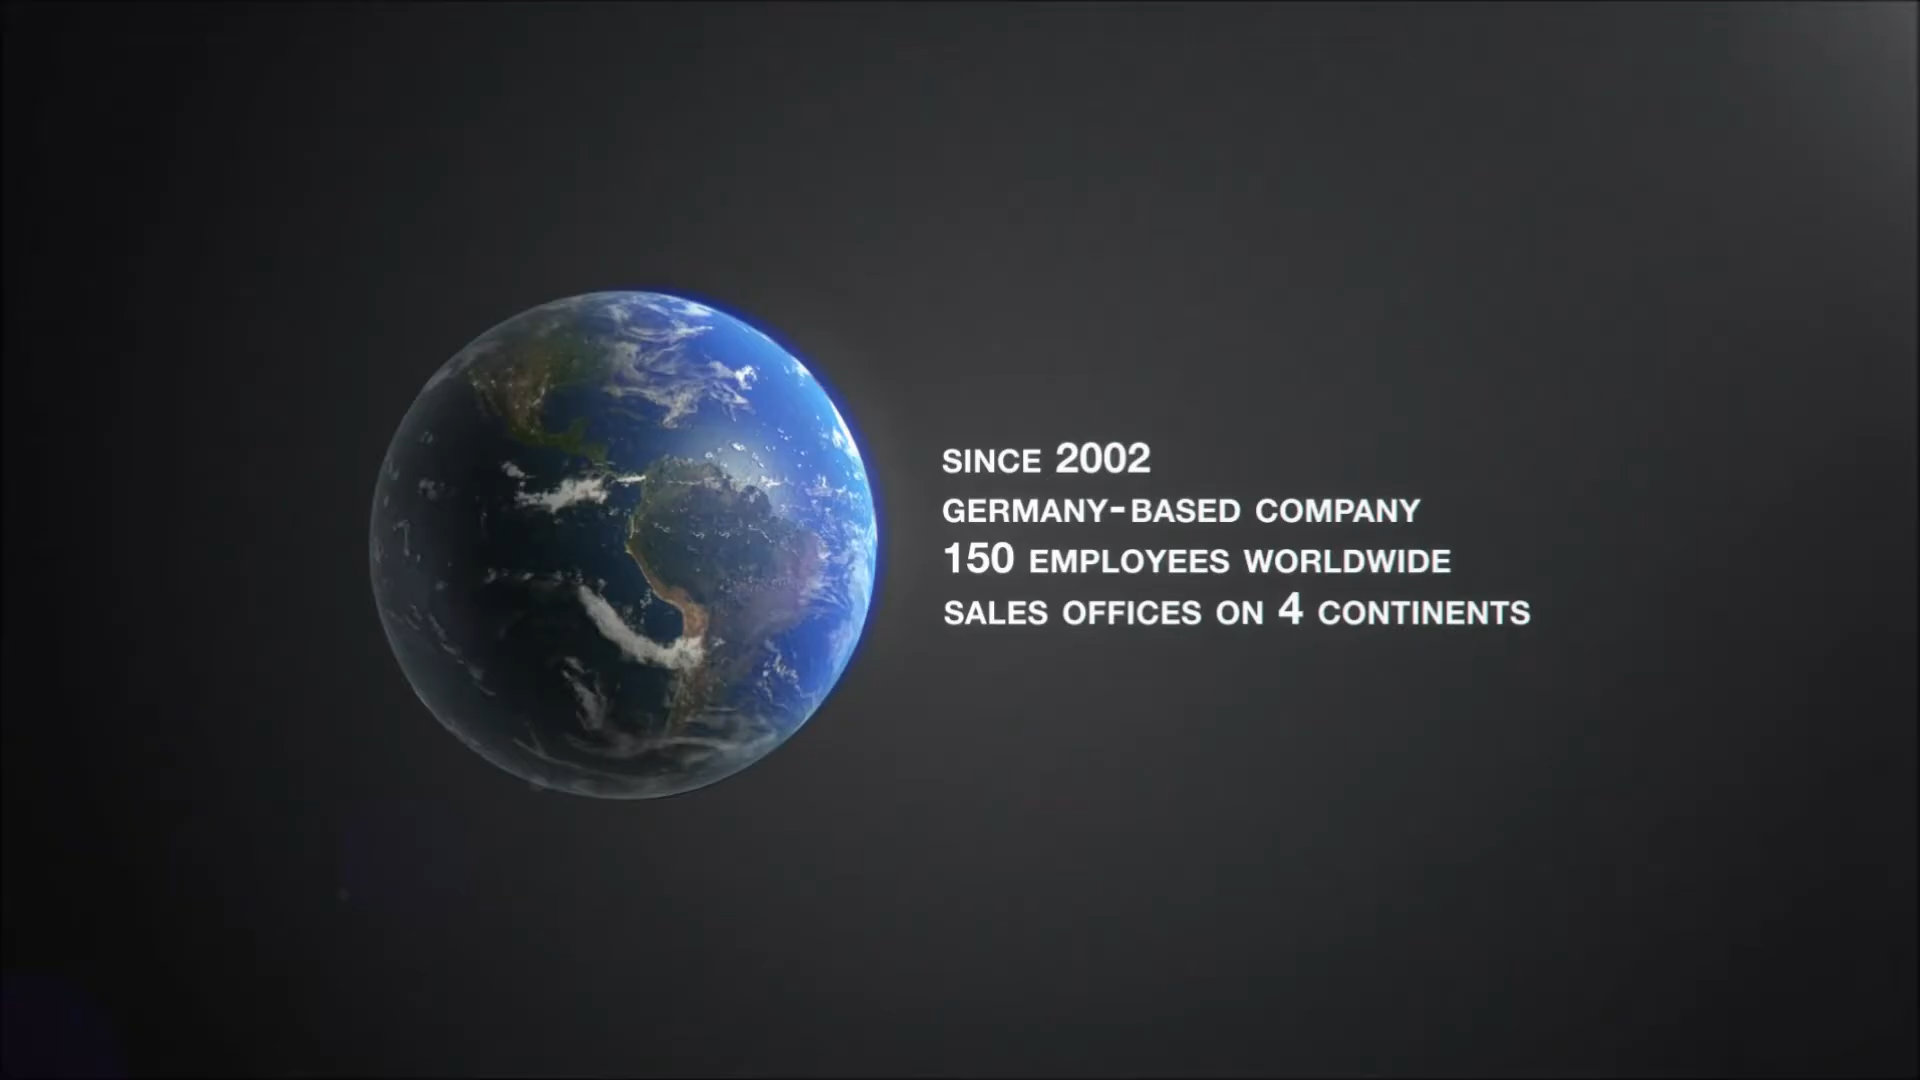 SINCE 2002
GERMANY-BASED COMPANY
150 EMPLOYEES WORLDWIDE
SALES OFFICES ON 4 CONTINENTS